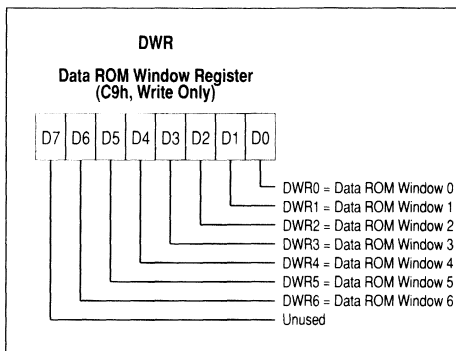 DWR
Data ROM Window Register
(C9h, Write Only)
D7 D6 D5 D4 D3 D2 D1 D0
DWR0 = Data ROM Window 0
DWR1 = Data ROM Window 1
DWR2 = Data ROM Window 2
DWR3 = Data ROM Window 3
DWR4 = Data ROM Window 4
DWR5 = Data ROM Window 5
DWR6 = Data ROM Window 6
Unused